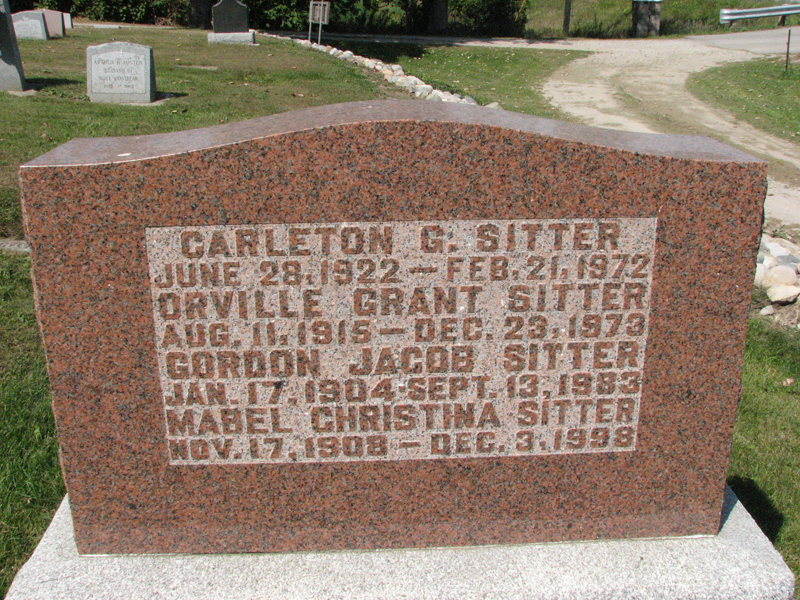 CARLETON G. SITTER
JUNE 28, 1922 — FEB. 21, 1972
ORVILLE GRANT SITTER
AUG. 11, 1915 — DEC. 23, 1973
GORDON JACOB SITTER
JAN. 17, 1904 - SEPT. 13, 1983
MABEL CHRISTINA SITTER
NOV. 17, 1908 — DEC. 3, 1998